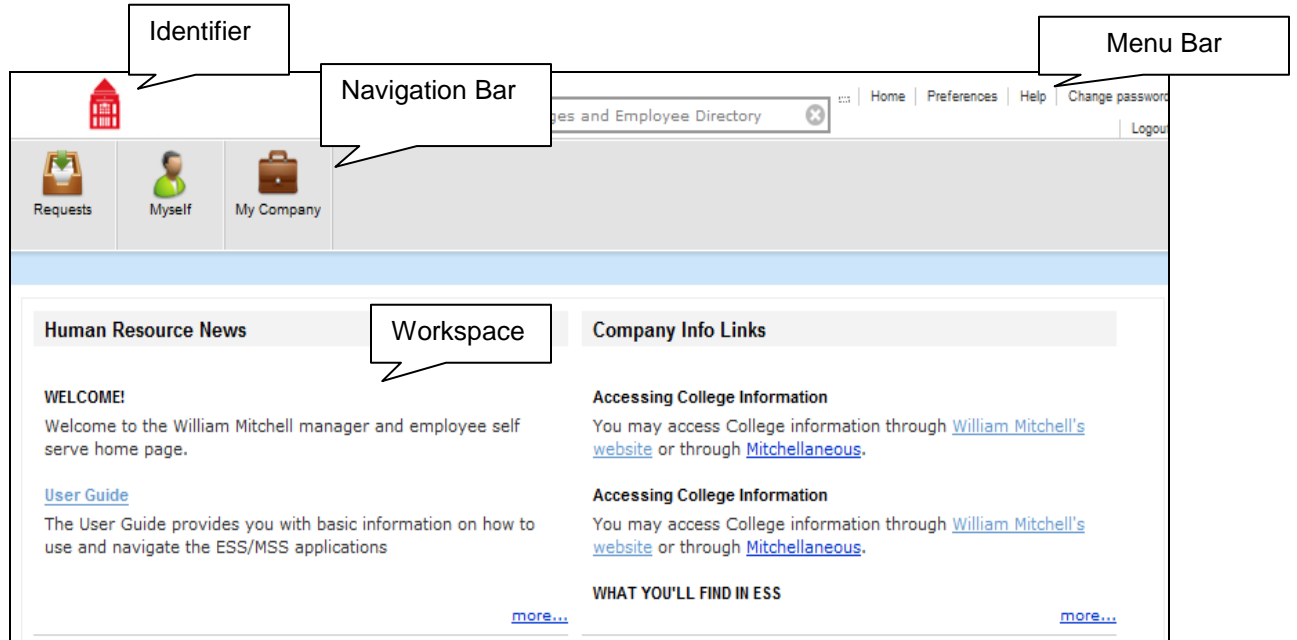 Identifier
Menu Bar
Navigation Bar
and Employee Directory
Home Preferences Help Change password
Logout
Requests Myself My Company
Human Resource News
Workspace
Company Info Links
WELCOME!
Welcome to the William Mitchell manager and employee self
serve home page.
User Guide
The User Guide provides you with basic information on how to
use and navigate the ESS/MSS applications
more...
Accessing College Information
You may access College information through William Mitchell's
website or through Mitchellaneous.
Accessing College Information
You may access College information through William Mitchell's
website or through Mitchellaneous.
WHAT YOU'LL FIND IN ESS
more...